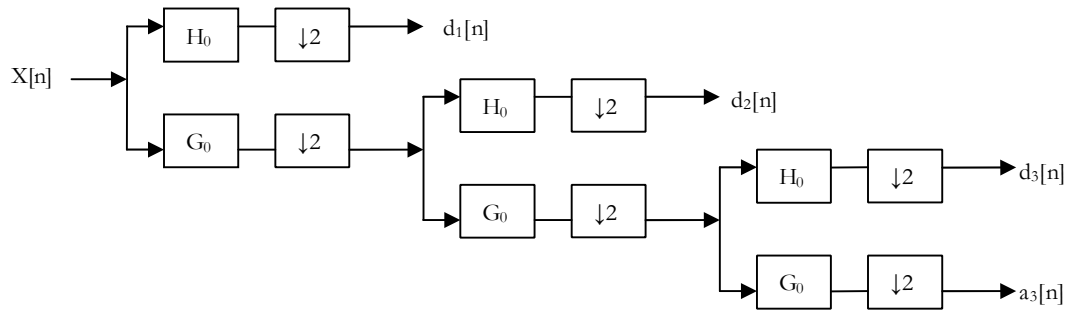 H₀ ↓2 d₁[n]
X[n]
H₀ ↓2 d₂[n]
G₀ ↓2
H₀ ↓2 d₃[n]
G₀ ↓2
G₀ ↓2 a₃[n]